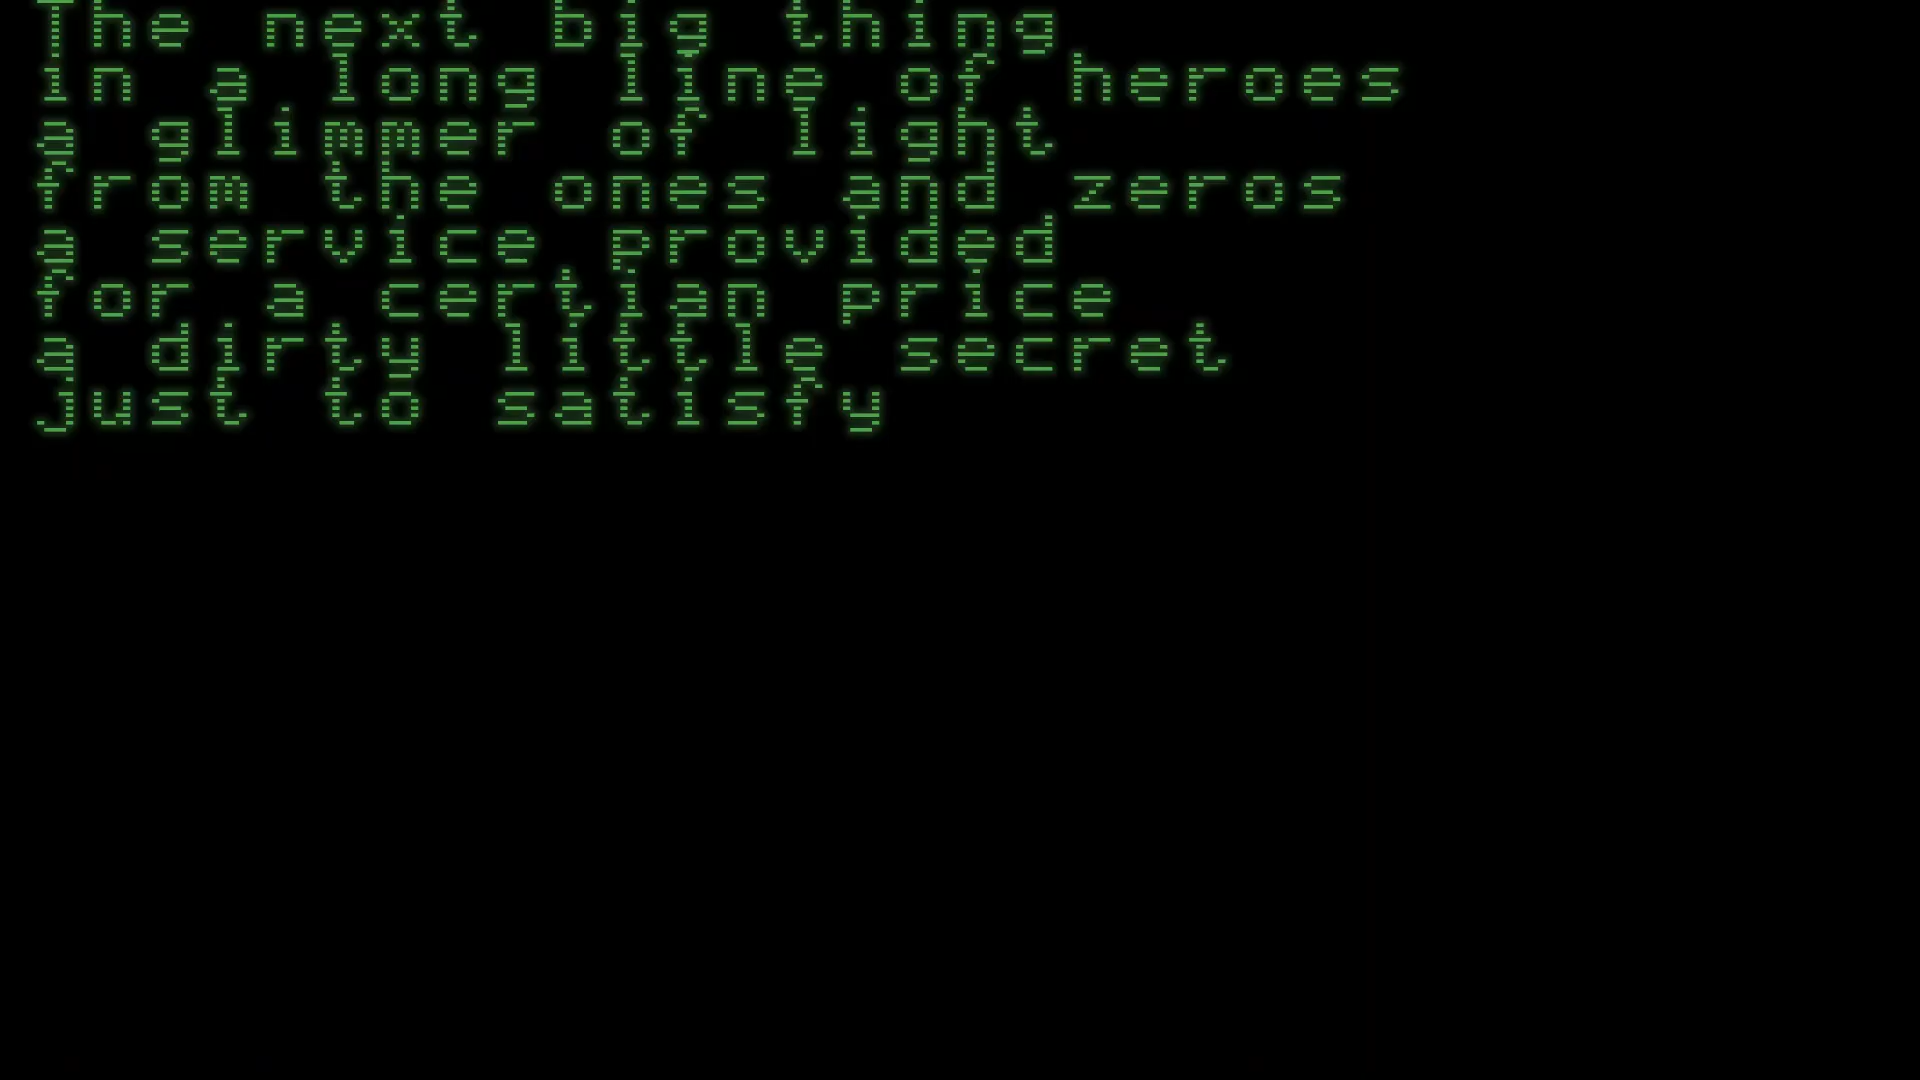 The next big thing
in a long line of heroes
a glimmer of light
from the ones and zeros
a service provided
for a certian price
a dirty little secret
just to satisfy